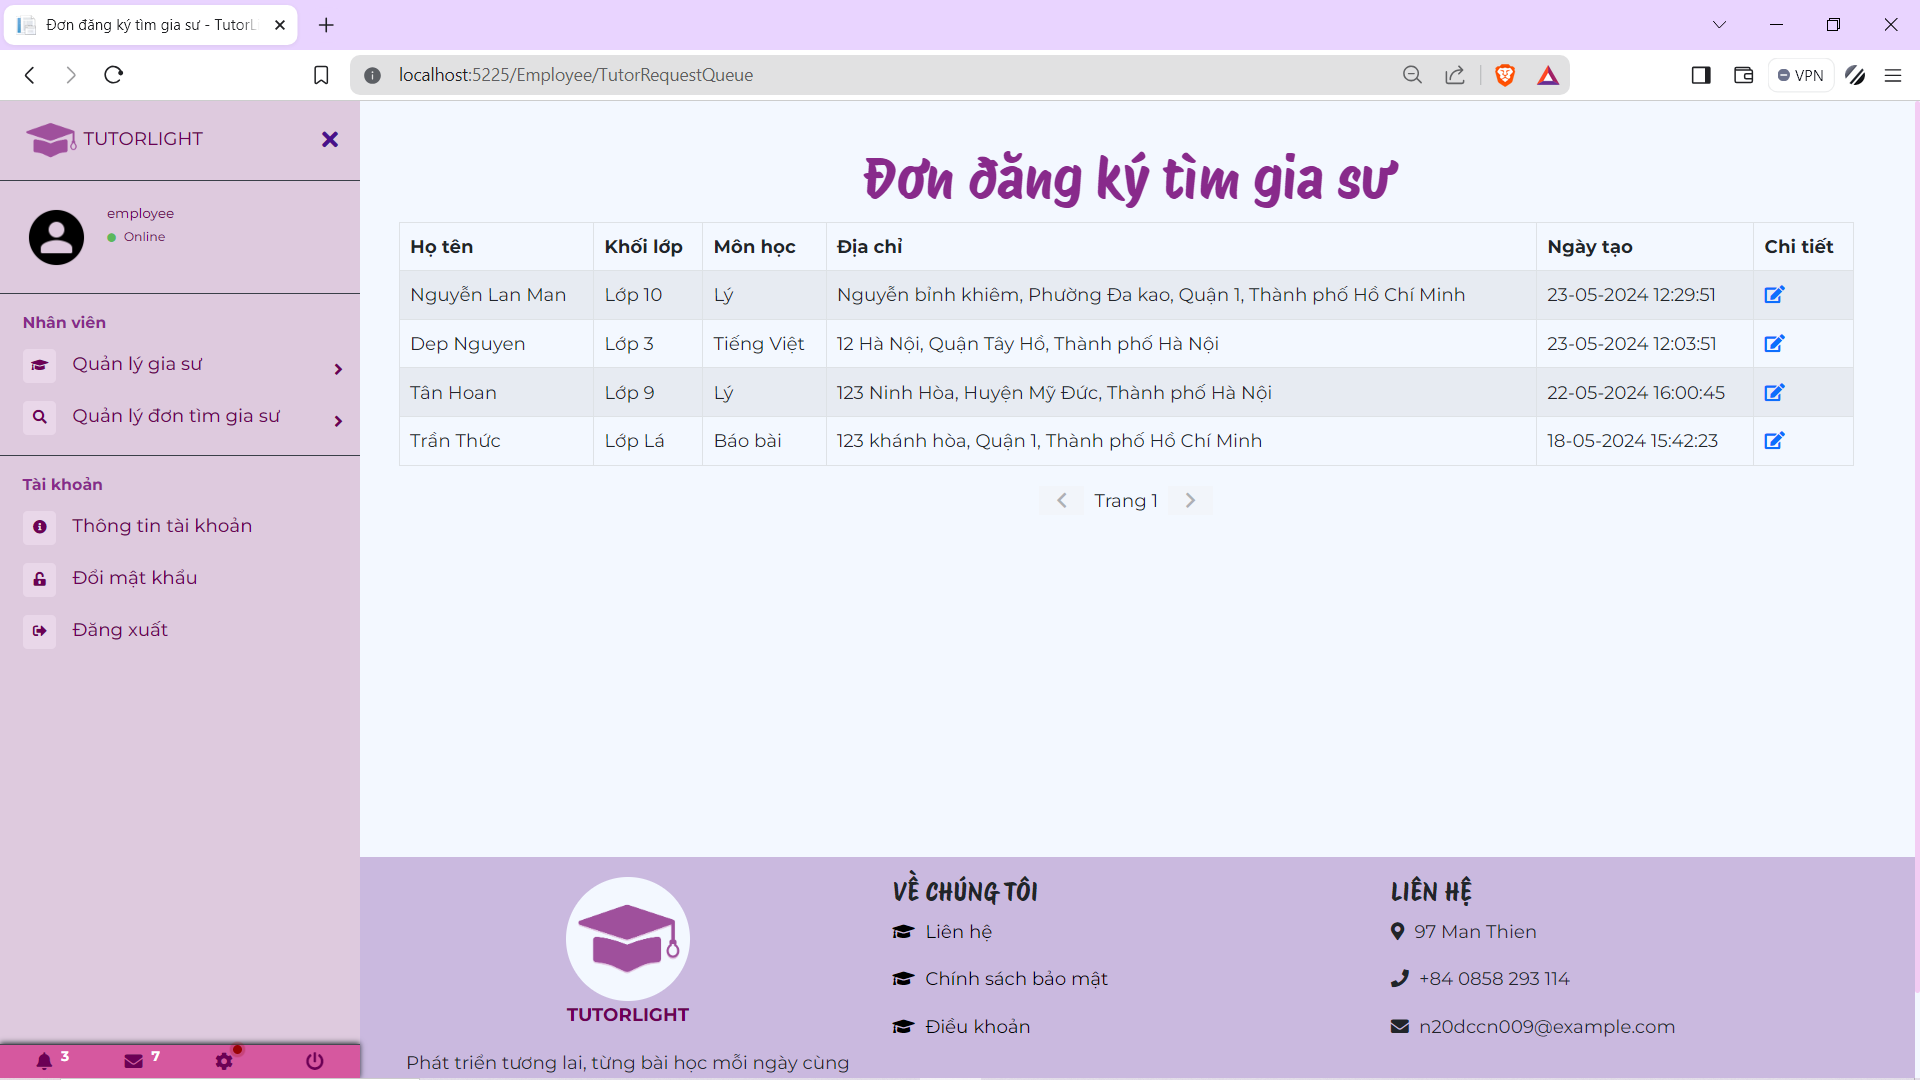 Đơn đăng ký tìm gia sư - TutorL
localhost:5225/Employee/TutorRequestQueue
VPN
TUTORLIGHT
employee
Online
Nhân viên
Quản lý gia sư
Quản lý đơn tìm gia sư
Tài khoản
Thông tin tài khoản
Đổi mật khẩu
Đăng xuất
3
7
Đơn đăng ký tìm gia sư
Họ tên Khối lớp Môn học Địa chỉ Ngày tạo Chi tiết
Nguyễn Lan Man Lớp 10 Lý Nguyễn bỉnh khiêm, Phường Đa kao, Quận 1, Thành phố Hồ Chí Minh 23-05-2024 12:29:51
Dep Nguyen Lớp 3 Tiếng Việt 12 Hà Nội, Quận Tây Hồ, Thành phố Hà Nội 23-05-2024 12:03:51
Tân Hoan Lớp 9 Lý 123 Ninh Hòa, Huyện Mỹ Đức, Thành phố Hà Nội 22-05-2024 16:00:45
Trần Thức Lớp Lá Báo bài 123 khánh hòa, Quận 1, Thành phố Hồ Chí Minh 18-05-2024 15:42:23
Trang 1
TUTORLIGHT
Phát triển tương lai, từng bài học mỗi ngày cùng
VỀ CHÚNG TÔI
Liên hệ
Chính sách bảo mật
Điều khoản
LIÊN HỆ
97 Man Thien
+84 0858 293 114
n20dccn009@example.com